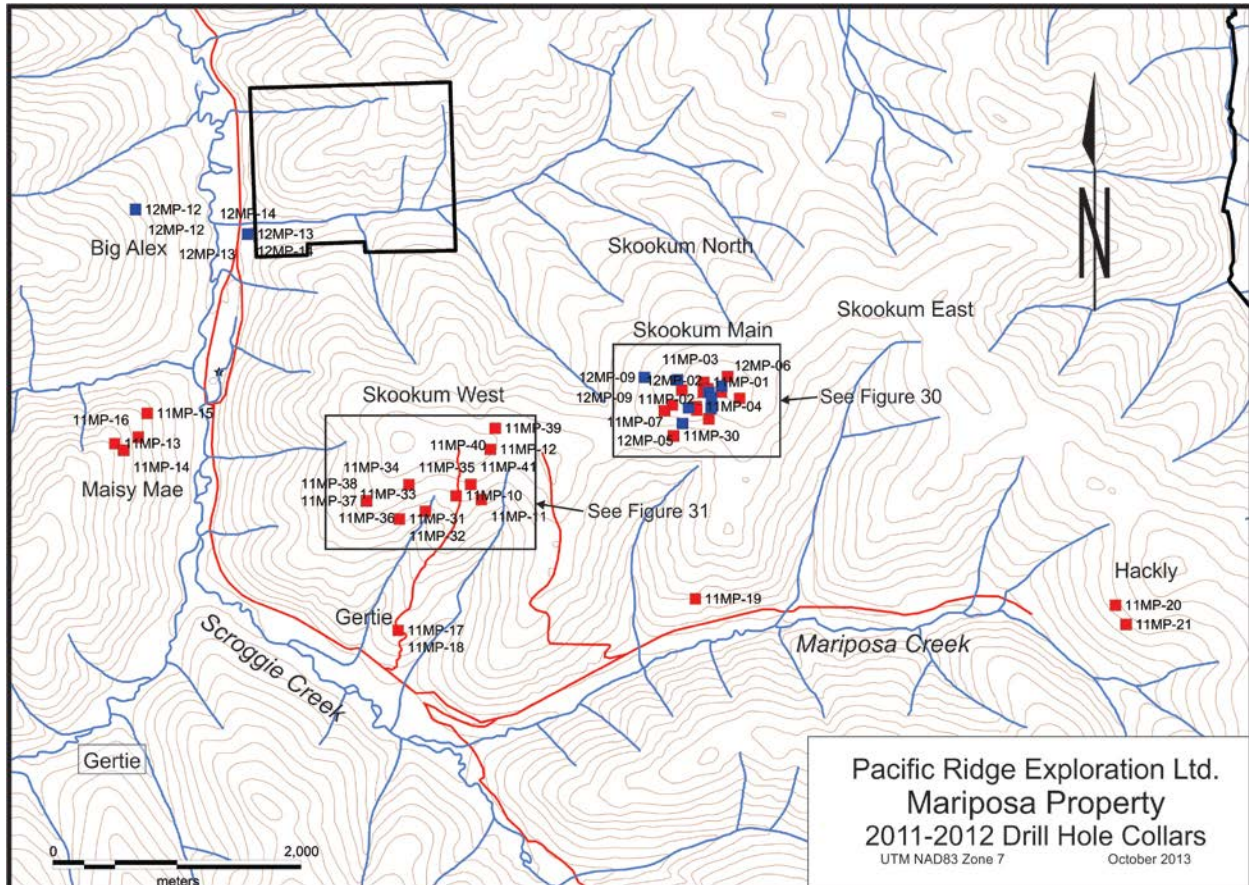 12MP-12
12MP-14
12MP-12
12MP-13
Big Alex
12MP-13
12MP-14
Skookum North
Skookum East
Skookum Main
11MP-03
12MP-06
12MP-09
12MP-02
11MP-01
12MP-09
11MP-02
11MP-04
See Figure 30
11MP-07
12MP-05
11MP-30
Skookum West
11MP-15
11MP-16
11MP-13
11MP-14
Maisy Mae
11MP-39
11MP-40
11MP-12
11MP-34
11MP-35
11MP-41
11MP-38
11MP-33
11MP-10
11MP-37
11MP-11
11MP-36
11MP-31
11MP-32
See Figure 31
11MP-19
Hackly
11MP-20
11MP-21
Gertie
11MP-17
11MP-18
Scroggie Creek
Mariposa Creek
Gertie
N
0
2,000
meters
Pacific Ridge Exploration Ltd.
Mariposa Property
2011-2012 Drill Hole Collars
UTM NAD83 Zone 7 October 2013